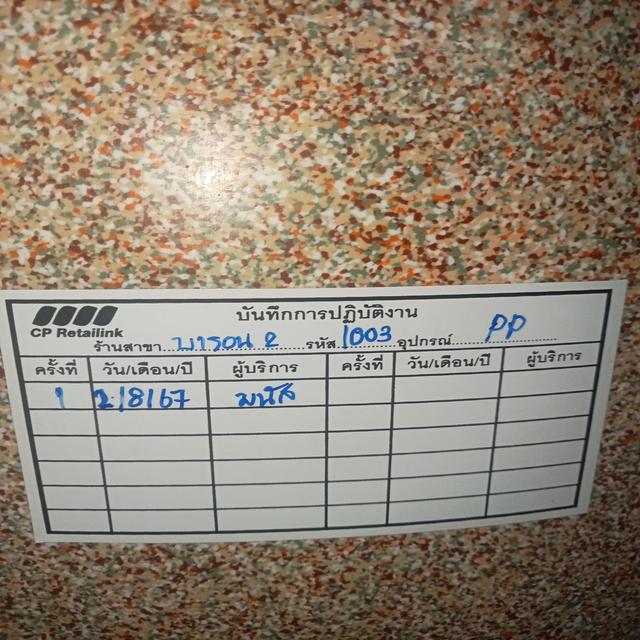 บันทึกการปฏิบัติงาน
CP Retailink
ร้านสาขา บารอน 2 รหัส 1003 อุปกรณ์ PP
ครั้งที่ วัน/เดือน/ปี ผู้บริการ ครั้งที่ วัน/เดือน/ปี ผู้บริการ
1 2/8/67 มนัส